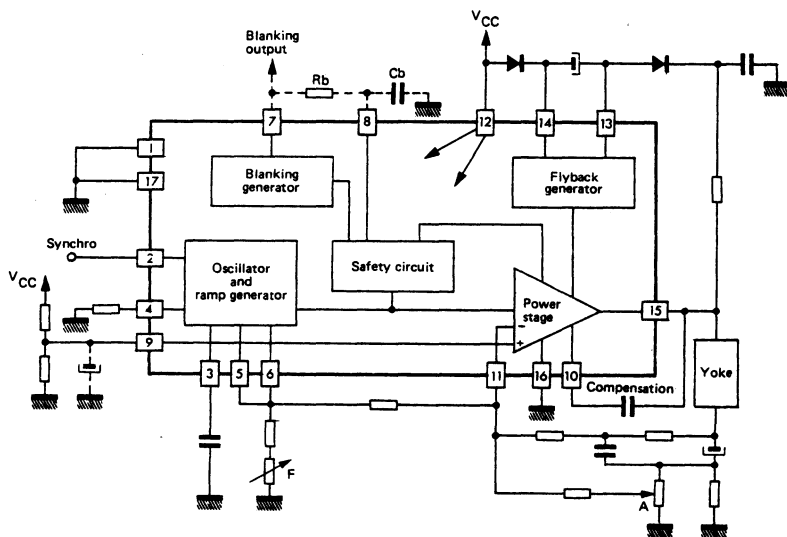 Blanking
output
VCC
Rb
Cb
7
8
12
14
13
1
17
Blanking
generator
Flyback
generator
Synchro
2
Oscillator
and
ramp generator
Safety circuit
VCC
4
Power
stage
15
9
3
5
6
11
16
10
Compensation
Yoke
F
A